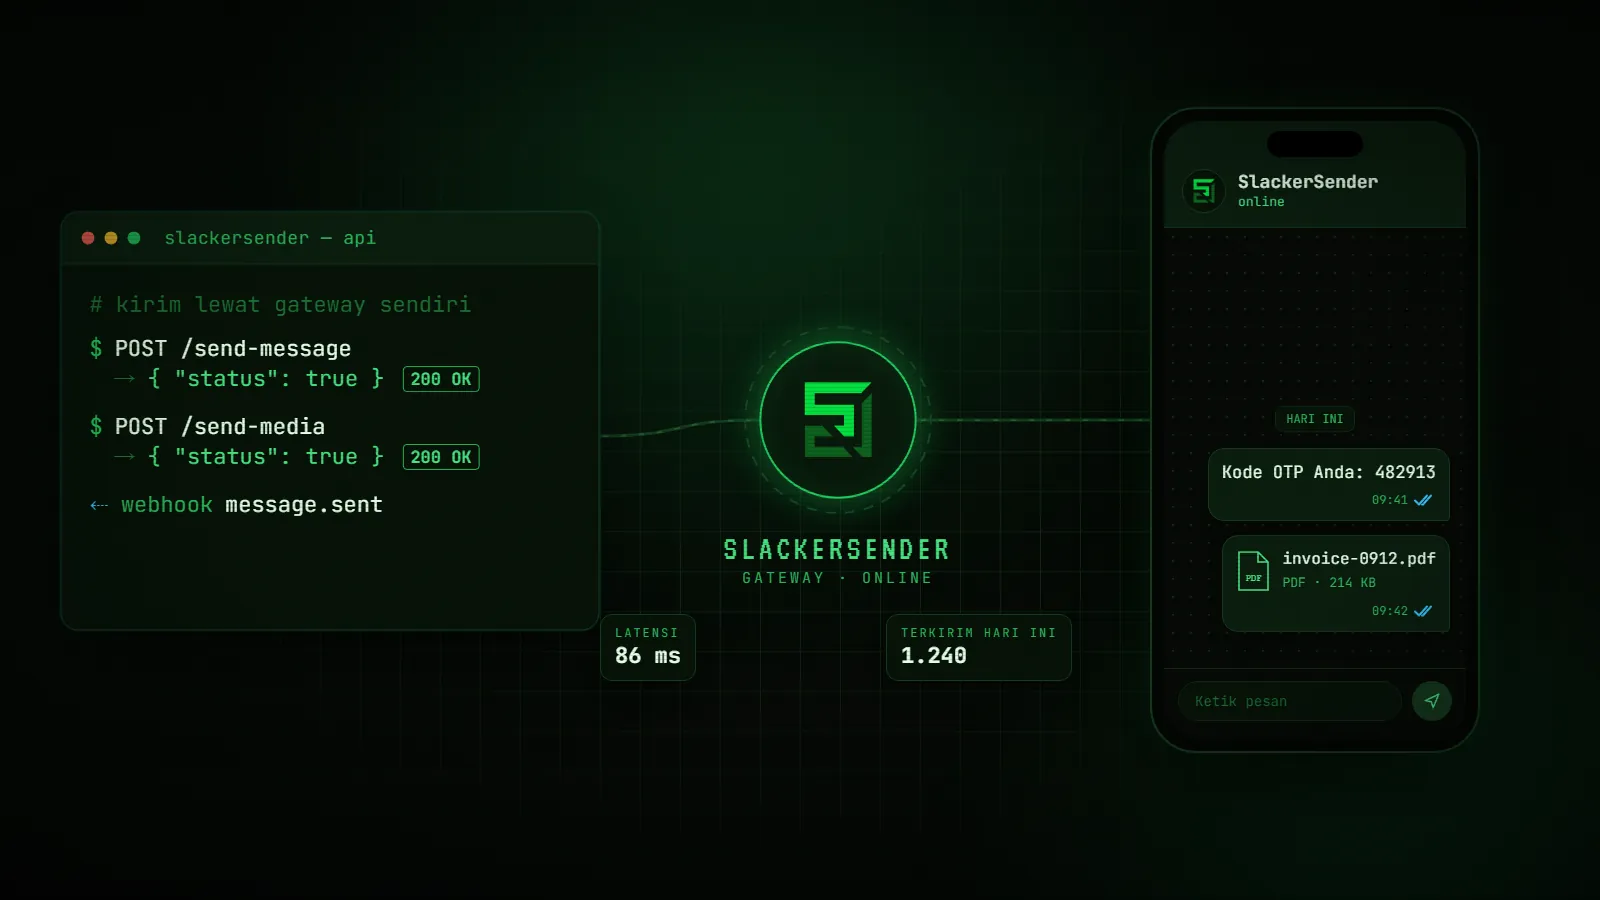 slackersender — api
# kirim lewat gateway sendiri
$ POST /send-message
→ { "status": true } 200 OK
$ POST /send-media
→ { "status": true } 200 OK
← webhook message.sent
SLACKERSENDER
GATEWAY · ONLINE
LATENSI
86 ms
TERKIRIM HARI INI
1.240
SlackerSender
online
HARI INI
Kode OTP Anda: 482913
09:41
invoice-0912.pdf
PDF
PDF · 214 KB
09:42
Ketik pesan